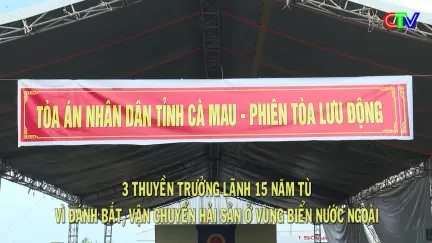 CTV
TÒA ÁN NHÂN DÂN TỈNH CÀ MAU - PHIÊN TÒA LƯU ĐỘNG
3 THUYỀN TRƯỞNG LÃNH 15 NĂM TÙ
VÌ ĐÁNH BẮT, VẬN CHUYỂN HẢI SẢN Ở VÙNG BIỂN NƯỚC NGOÀI